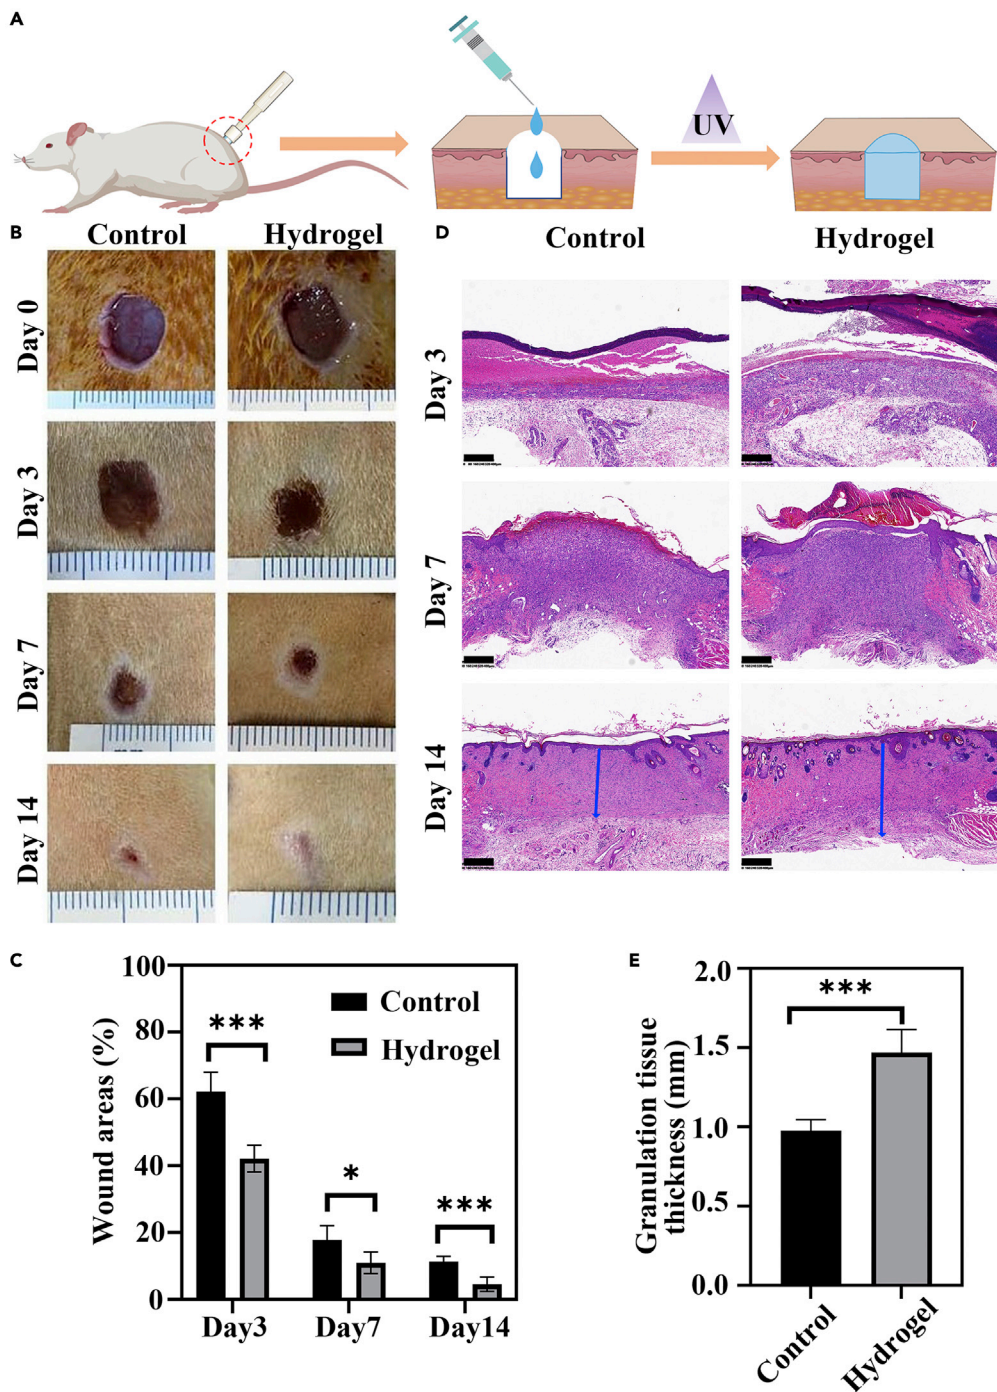 A
UV
B
Control Hydrogel
Day 0
Day 3
Day 7
Day 14
D
Control Hydrogel
Day 3
Day 7
Day 14
C
Wound areas (%)
100
80
60
40
20
0
Control
Hydrogel
***
*
***
Day3 Day7 Day14
E
Granulation tissue
thickness (mm)
2.0
1.5
1.0
0.5
0.0
***
Control
Hydrogel